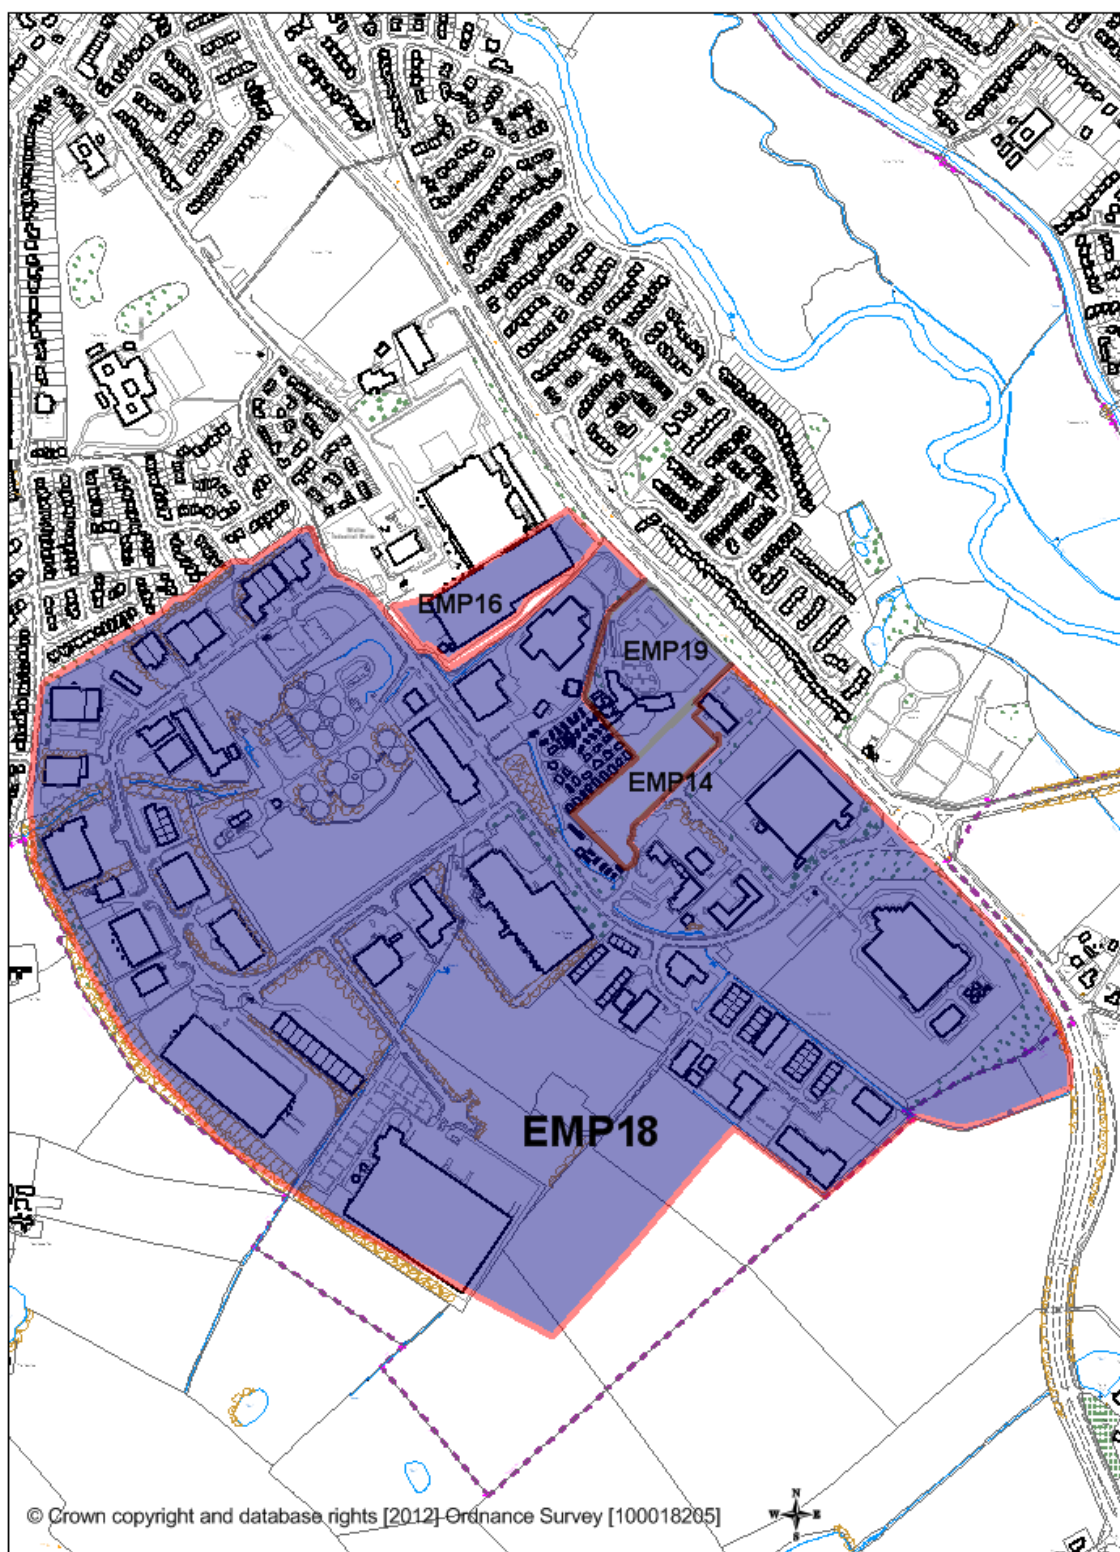 EMP16
EMP19
EMP14
EMP18
N
W E
S
© Crown copyright and database rights [2012] Ordnance Survey [100018205]